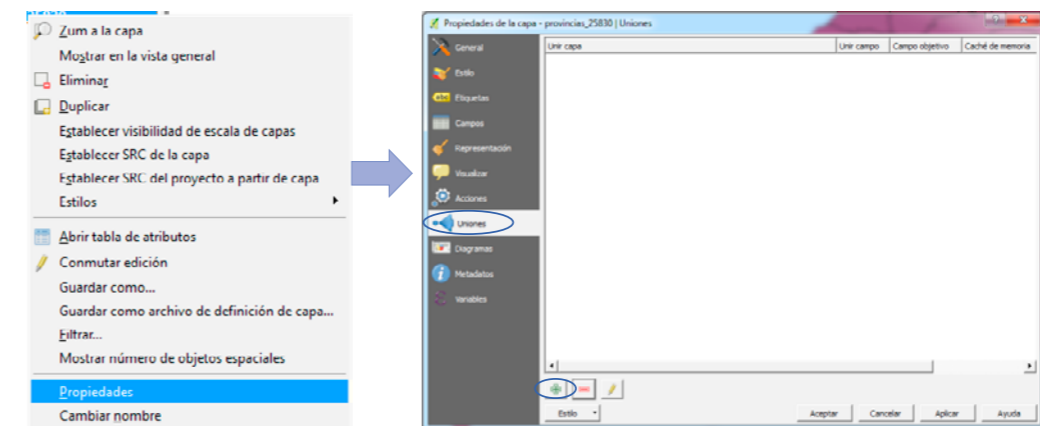 Zum a la capa
Mostrar en la vista general
Eliminar
Duplicar
Establecer visibilidad de escala de capas
Establecer SRC de la capa
Establecer SRC del proyecto a partir de capa
Estilos
Abrir tabla de atributos
Conmutar edición
Guardar como...
Guardar como archivo de definición de capa...
Filtrar...
Mostrar número de objetos espaciales
Propiedades
Cambiar nombre
Propiedades de la capa - provincias_25830 | Uniones
General
Estilo
abc Etiquetas
Campos
Representación
Visualizar
Acciones
Uniones
Diagramas
Metadatos
Variables
Unir capa Unir campo Campo objetivo Caché de memoria
Estilo Aceptar Cancelar Aplicar Ayuda